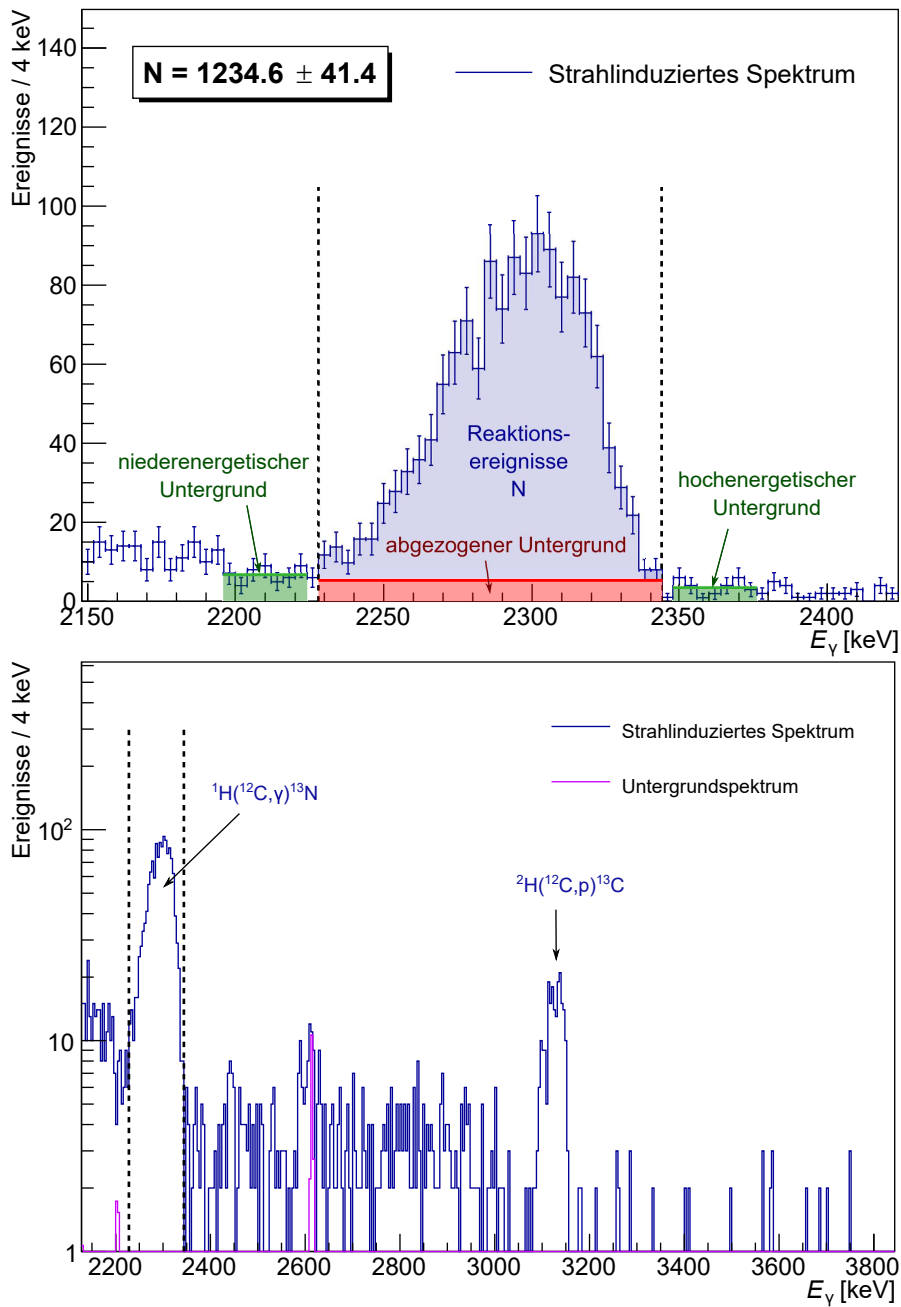 Ereignisse / 4 keV
140
120
100
80
60
40
20
0
N = 1234.6 ± 41.4
Strahlinduziertes Spektrum
niederenergetischer
Untergrund
Reaktions-
ereignisse
N
hochenergetischer
Untergrund
abgezogener Untergrund
2150 2200 2250 2300 2350 2400
Eγ [keV]
Ereignisse / 4 keV
10²
10
1
Strahlinduziertes Spektrum
Untergrundspektrum
¹H(¹²C,γ)¹³N
²H(¹²C,p)¹³C
2200 2400 2600 2800 3000 3200 3400 3600 3800
Eγ [keV]